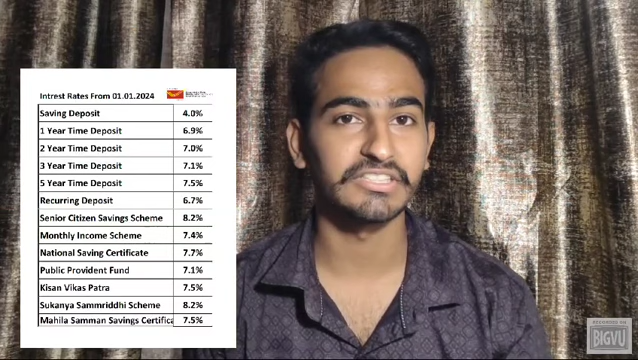 Intrest Rates From 01.01.2024
Saving Deposit 4.0%
1 Year Time Deposit 6.9%
2 Year Time Deposit 7.0%
3 Year Time Deposit 7.1%
5 Year Time Deposit 7.5%
Recurring Deposit 6.7%
Senior Citizen Savings Scheme 8.2%
Monthly Income Scheme 7.4%
National Saving Certificate 7.7%
Public Provident Fund 7.1%
Kisan Vikas Patra 7.5%
Sukanya Sammriddhi Scheme 8.2%
Mahila Samman Savings Certifica 7.5%
RECORDED ON
BIGVU